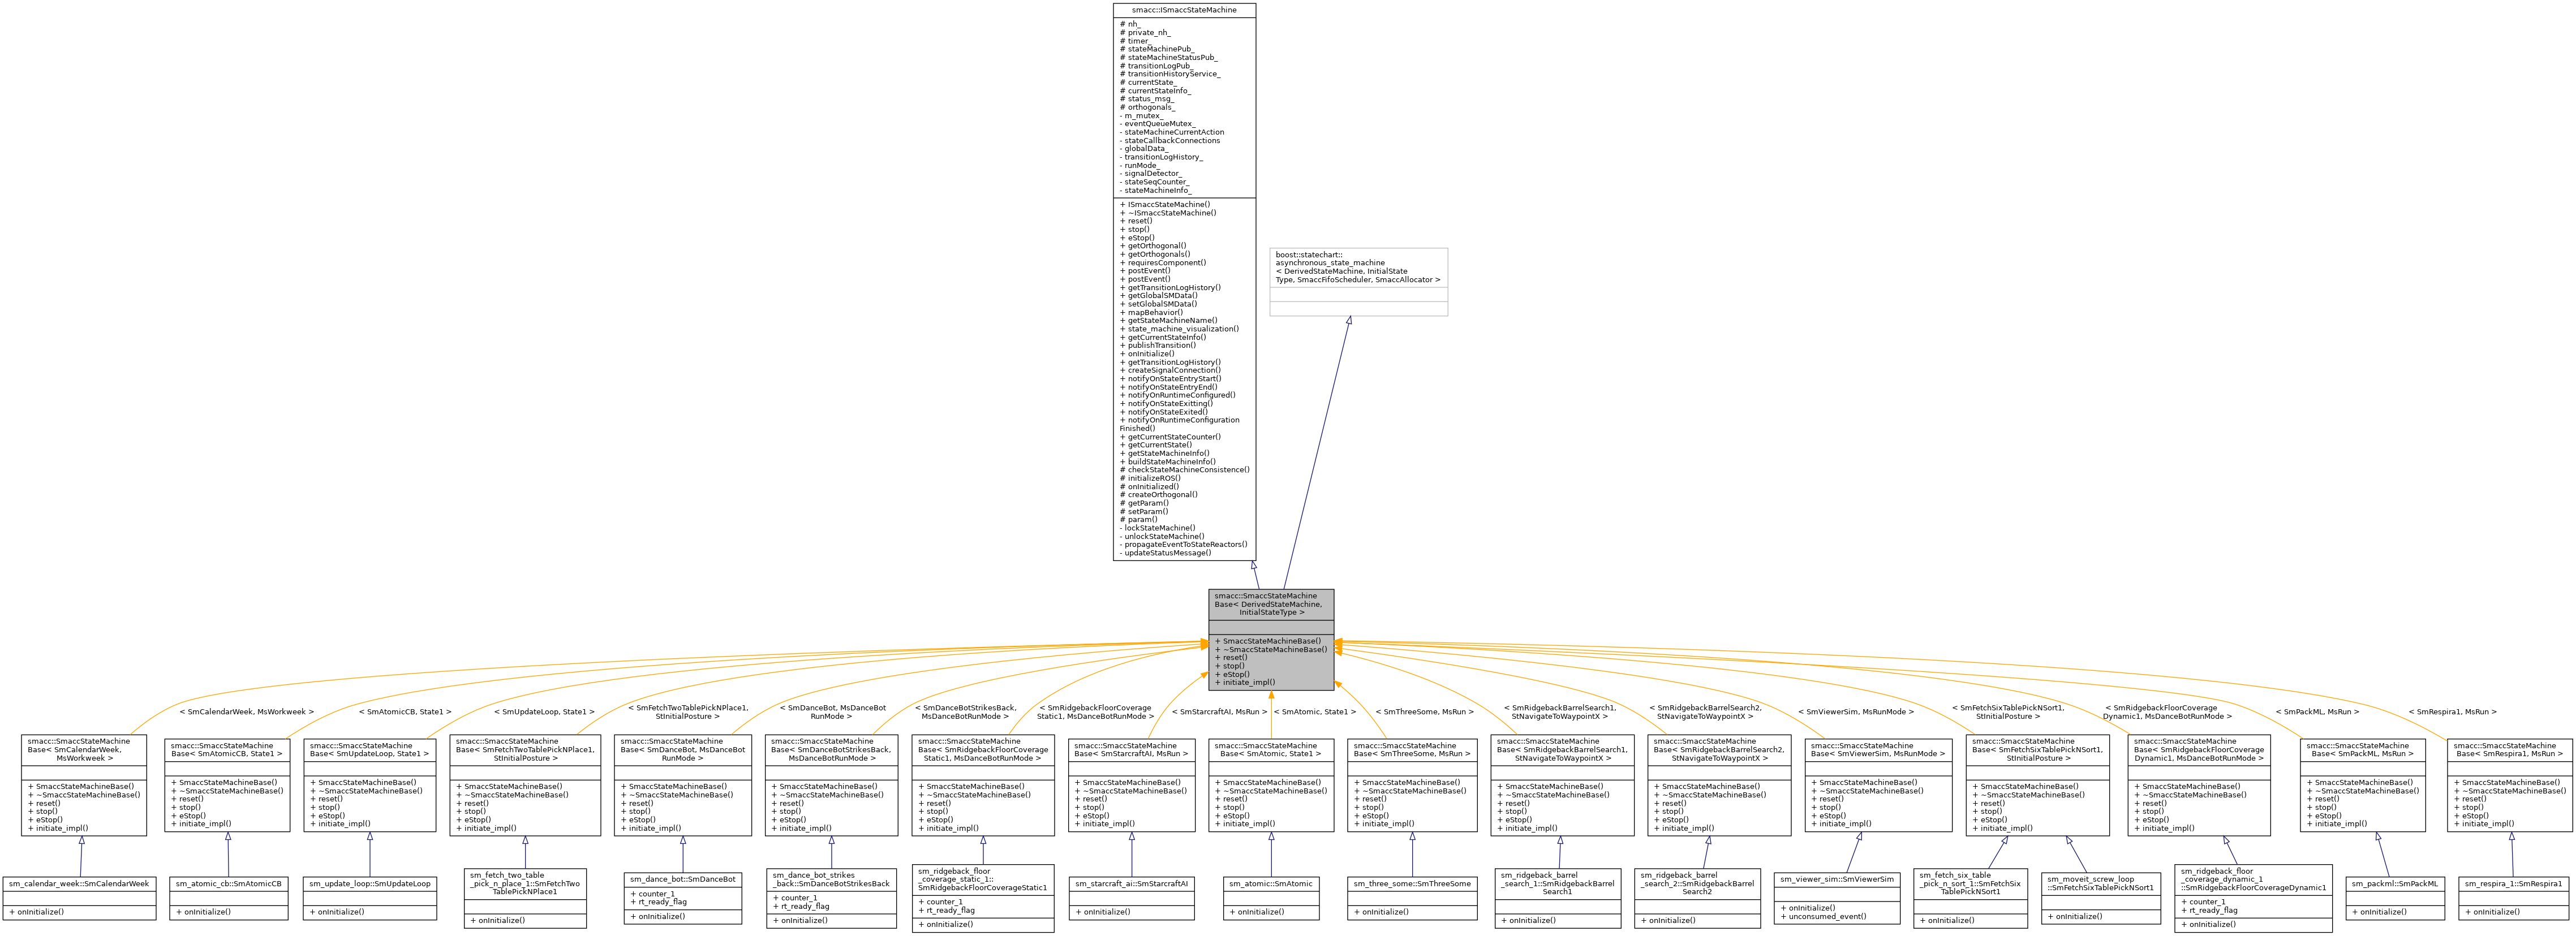 smacc::ISmaccStateMachine
# nh_
# private_nh_
# timer_
# stateMachinePub_
# stateMachineStatusPub_
# transitionLogPub_
# transitionHistoryService_
# currentState_
# currentStateInfo_
# status_msg_
# orthogonals_
- m_mutex_
- eventQueueMutex_
- stateMachineCurrentAction
- stateCallbackConnections
- globalData_
- transitionLogHistory_
- runMode_
- signalDetector_
- stateSeqCounter_
- stateMachineInfo_
+ ISmaccStateMachine()
+ ~ISmaccStateMachine()
+ reset()
+ stop()
+ eStop()
+ getOrthogonal()
+ getOrthogonals()
+ requiresComponent()
+ postEvent()
+ postEvent()
+ getTransitionLogHistory()
+ getGlobalSMData()
+ setGlobalSMData()
+ mapBehavior()
+ getStateMachineName()
+ state_machine_visualization()
+ getCurrentStateInfo()
+ publishTransition()
+ onInitialize()
+ getTransitionLogHistory()
+ createSignalConnection()
+ notifyOnStateEntryStart()
+ notifyOnStateEntryEnd()
+ notifyOnRuntimeConfigured()
+ notifyOnStateExitting()
+ notifyOnStateExited()
+ notifyOnRuntimeConfiguration
Finished()
+ getCurrentStateCounter()
+ getCurrentState()
+ getStateMachineInfo()
+ buildStateMachineInfo()
# checkStateMachineConsistence()
# initializeROS()
# onInitialized()
# createOrthogonal()
# getParam()
# setParam()
# param()
- lockStateMachine()
- unlockStateMachine()
- propagateEventToStateReactors()
- updateStatusMessage()
boost::statechart::
asynchronous_state_machine
< DerivedStateMachine, InitialState
Type, SmaccFifoScheduler, SmaccAllocator >
smacc::SmaccStateMachine
Base< DerivedStateMachine,
InitialStateType >
+ SmaccStateMachineBase()
+ ~SmaccStateMachineBase()
+ reset()
+ stop()
+ eStop()
+ initiate_impl()
< SmCalendarWeek, MsWorkweek >
< SmAtomicCB, State1 >
< SmUpdateLoop, State1 >
< SmFetchTwoTablePickNPlace1,
StInitialPosture >
< SmDanceBot, MsDanceBot
RunMode >
< SmDanceBotStrikesBack,
MsDanceBotRunMode >
< SmRidgebackFloorCoverage
Static1, MsDanceBotRunMode >
< SmStarcraftAI, MsRun >
< SmAtomic, State1 >
< SmThreeSome, MsRun >
< SmRidgebackBarrelSearch1,
StNavigateToWaypointX >
< SmRidgebackBarrelSearch2,
StNavigateToWaypointX >
< SmViewerSim, MsRunMode >
< SmFetchSixTablePickNSort1,
StInitialPosture >
< SmRidgebackFloorCoverage
Dynamic1, MsDanceBotRunMode >
< SmPackML, MsRun >
< SmRespira1, MsRun >
smacc::SmaccStateMachine
Base< SmCalendarWeek,
MsWorkweek >
+ SmaccStateMachineBase()
+ ~SmaccStateMachineBase()
+ reset()
+ stop()
+ eStop()
+ initiate_impl()
smacc::SmaccStateMachine
Base< SmAtomicCB, State1 >
+ SmaccStateMachineBase()
+ ~SmaccStateMachineBase()
+ reset()
+ stop()
+ eStop()
+ initiate_impl()
smacc::SmaccStateMachine
Base< SmUpdateLoop, State1 >
+ SmaccStateMachineBase()
+ ~SmaccStateMachineBase()
+ reset()
+ stop()
+ eStop()
+ initiate_impl()
smacc::SmaccStateMachine
Base< SmFetchTwoTablePickNPlace1,
StInitialPosture >
+ SmaccStateMachineBase()
+ ~SmaccStateMachineBase()
+ reset()
+ stop()
+ eStop()
+ initiate_impl()
smacc::SmaccStateMachine
Base< SmDanceBot, MsDanceBot
RunMode >
+ SmaccStateMachineBase()
+ ~SmaccStateMachineBase()
+ reset()
+ stop()
+ eStop()
+ initiate_impl()
smacc::SmaccStateMachine
Base< SmDanceBotStrikesBack,
MsDanceBotRunMode >
+ SmaccStateMachineBase()
+ ~SmaccStateMachineBase()
+ reset()
+ stop()
+ eStop()
+ initiate_impl()
smacc::SmaccStateMachine
Base< SmRidgebackFloorCoverage
Static1, MsDanceBotRunMode >
+ SmaccStateMachineBase()
+ ~SmaccStateMachineBase()
+ reset()
+ stop()
+ eStop()
+ initiate_impl()
smacc::SmaccStateMachine
Base< SmStarcraftAI, MsRun >
+ SmaccStateMachineBase()
+ ~SmaccStateMachineBase()
+ reset()
+ stop()
+ eStop()
+ initiate_impl()
smacc::SmaccStateMachine
Base< SmAtomic, State1 >
+ SmaccStateMachineBase()
+ ~SmaccStateMachineBase()
+ reset()
+ stop()
+ eStop()
+ initiate_impl()
smacc::SmaccStateMachine
Base< SmThreeSome, MsRun >
+ SmaccStateMachineBase()
+ ~SmaccStateMachineBase()
+ reset()
+ stop()
+ eStop()
+ initiate_impl()
smacc::SmaccStateMachine
Base< SmRidgebackBarrelSearch1,
StNavigateToWaypointX >
+ SmaccStateMachineBase()
+ ~SmaccStateMachineBase()
+ reset()
+ stop()
+ eStop()
+ initiate_impl()
smacc::SmaccStateMachine
Base< SmRidgebackBarrelSearch2,
StNavigateToWaypointX >
+ SmaccStateMachineBase()
+ ~SmaccStateMachineBase()
+ reset()
+ stop()
+ eStop()
+ initiate_impl()
smacc::SmaccStateMachine
Base< SmViewerSim, MsRunMode >
+ SmaccStateMachineBase()
+ ~SmaccStateMachineBase()
+ reset()
+ stop()
+ eStop()
+ initiate_impl()
smacc::SmaccStateMachine
Base< SmFetchSixTablePickNSort1,
StInitialPosture >
+ SmaccStateMachineBase()
+ ~SmaccStateMachineBase()
+ reset()
+ stop()
+ eStop()
+ initiate_impl()
smacc::SmaccStateMachine
Base< SmRidgebackFloorCoverage
Dynamic1, MsDanceBotRunMode >
+ SmaccStateMachineBase()
+ ~SmaccStateMachineBase()
+ reset()
+ stop()
+ eStop()
+ initiate_impl()
smacc::SmaccStateMachine
Base< SmPackML, MsRun >
+ SmaccStateMachineBase()
+ ~SmaccStateMachineBase()
+ reset()
+ stop()
+ eStop()
+ initiate_impl()
smacc::SmaccStateMachine
Base< SmRespira1, MsRun >
+ SmaccStateMachineBase()
+ ~SmaccStateMachineBase()
+ reset()
+ stop()
+ eStop()
+ initiate_impl()
sm_calendar_week::SmCalendarWeek
+ onInitialize()
sm_atomic_cb::SmAtomicCB
+ onInitialize()
sm_update_loop::SmUpdateLoop
+ onInitialize()
sm_fetch_two_table
_pick_n_place_1::SmFetchTwo
TablePickNPlace1
+ onInitialize()
sm_dance_bot::SmDanceBot
+ counter_1
+ rt_ready_flag
+ onInitialize()
sm_dance_bot_strikes
_back::SmDanceBotStrikesBack
+ counter_1
+ rt_ready_flag
+ onInitialize()
sm_ridgeback_floor
_coverage_static_1::
SmRidgebackFloorCoverageStatic1
+ counter_1
+ rt_ready_flag
+ onInitialize()
sm_starcraft_ai::SmStarcraftAI
+ onInitialize()
sm_atomic::SmAtomic
+ onInitialize()
sm_three_some::SmThreeSome
+ onInitialize()
sm_ridgeback_barrel
_search_1::SmRidgebackBarrel
Search1
+ onInitialize()
sm_ridgeback_barrel
_search_2::SmRidgebackBarrel
Search2
+ onInitialize()
sm_viewer_sim::SmViewerSim
+ onInitialize()
+ unconsumed_event()
sm_fetch_six_table
_pick_n_sort_1::SmFetchSix
TablePickNSort1
+ onInitialize()
sm_moveit_screw_loop
::SmFetchSixTablePickNSort1
+ onInitialize()
sm_ridgeback_floor
_coverage_dynamic_1
::SmRidgebackFloorCoverageDynamic1
+ counter_1
+ rt_ready_flag
+ onInitialize()
sm_packml::SmPackML
+ onInitialize()
sm_respira_1::SmRespira1
+ onInitialize()